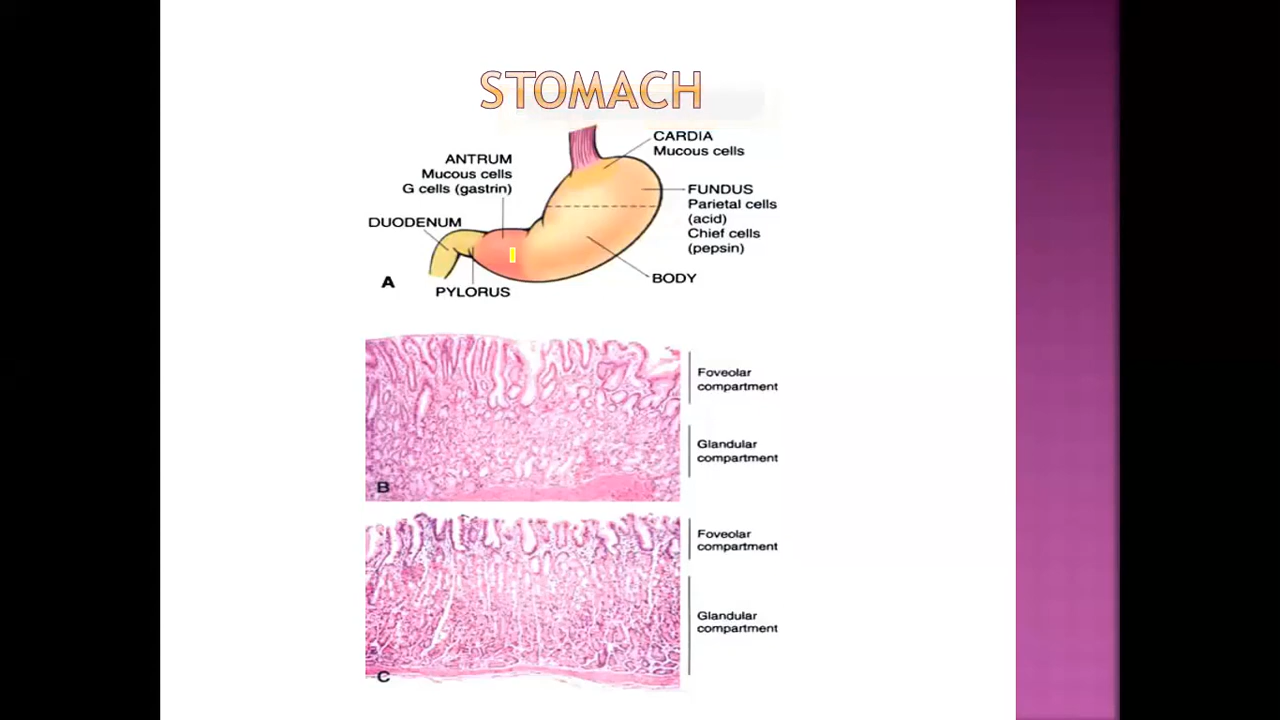 STOMACH
CARDIA
Mucous cells
ANTRUM
Mucous cells
G cells (gastrin)
FUNDUS
Parietal cells
(acid)
Chief cells
(pepsin)
DUODENUM
BODY
A
PYLORUS
Foveolar
compartment
Glandular
compartment
B
Foveolar
compartment
Glandular
compartment
C